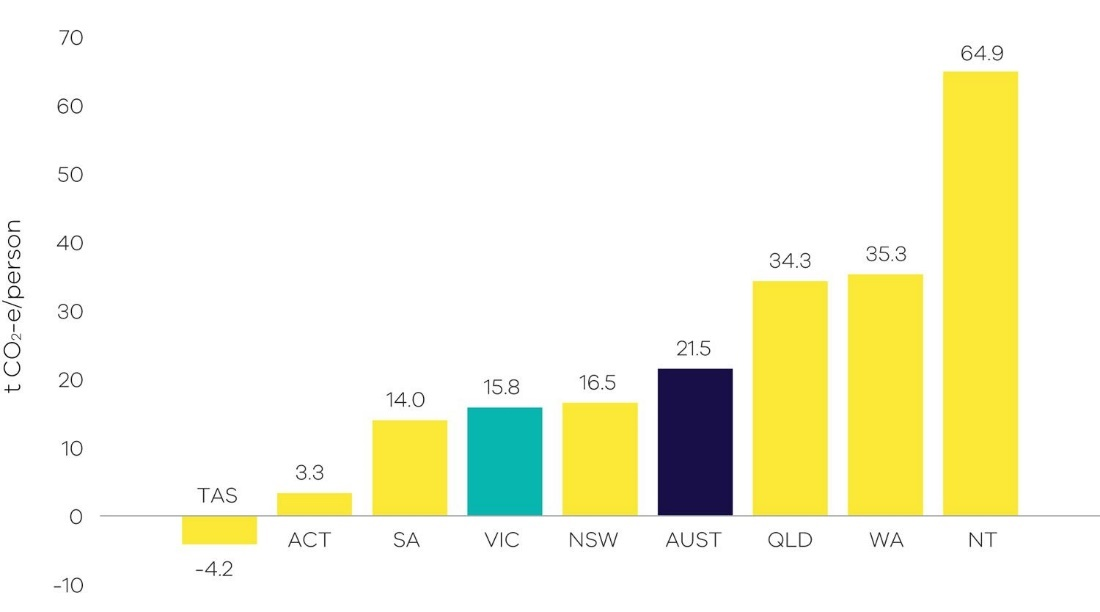 70
60
50
40
30
20
10
0
-10
t CO₂-e/person
TAS
-4.2
3.3
ACT
14.0
SA
15.8
VIC
16.5
NSW
21.5
AUST
34.3
QLD
35.3
WA
64.9
NT